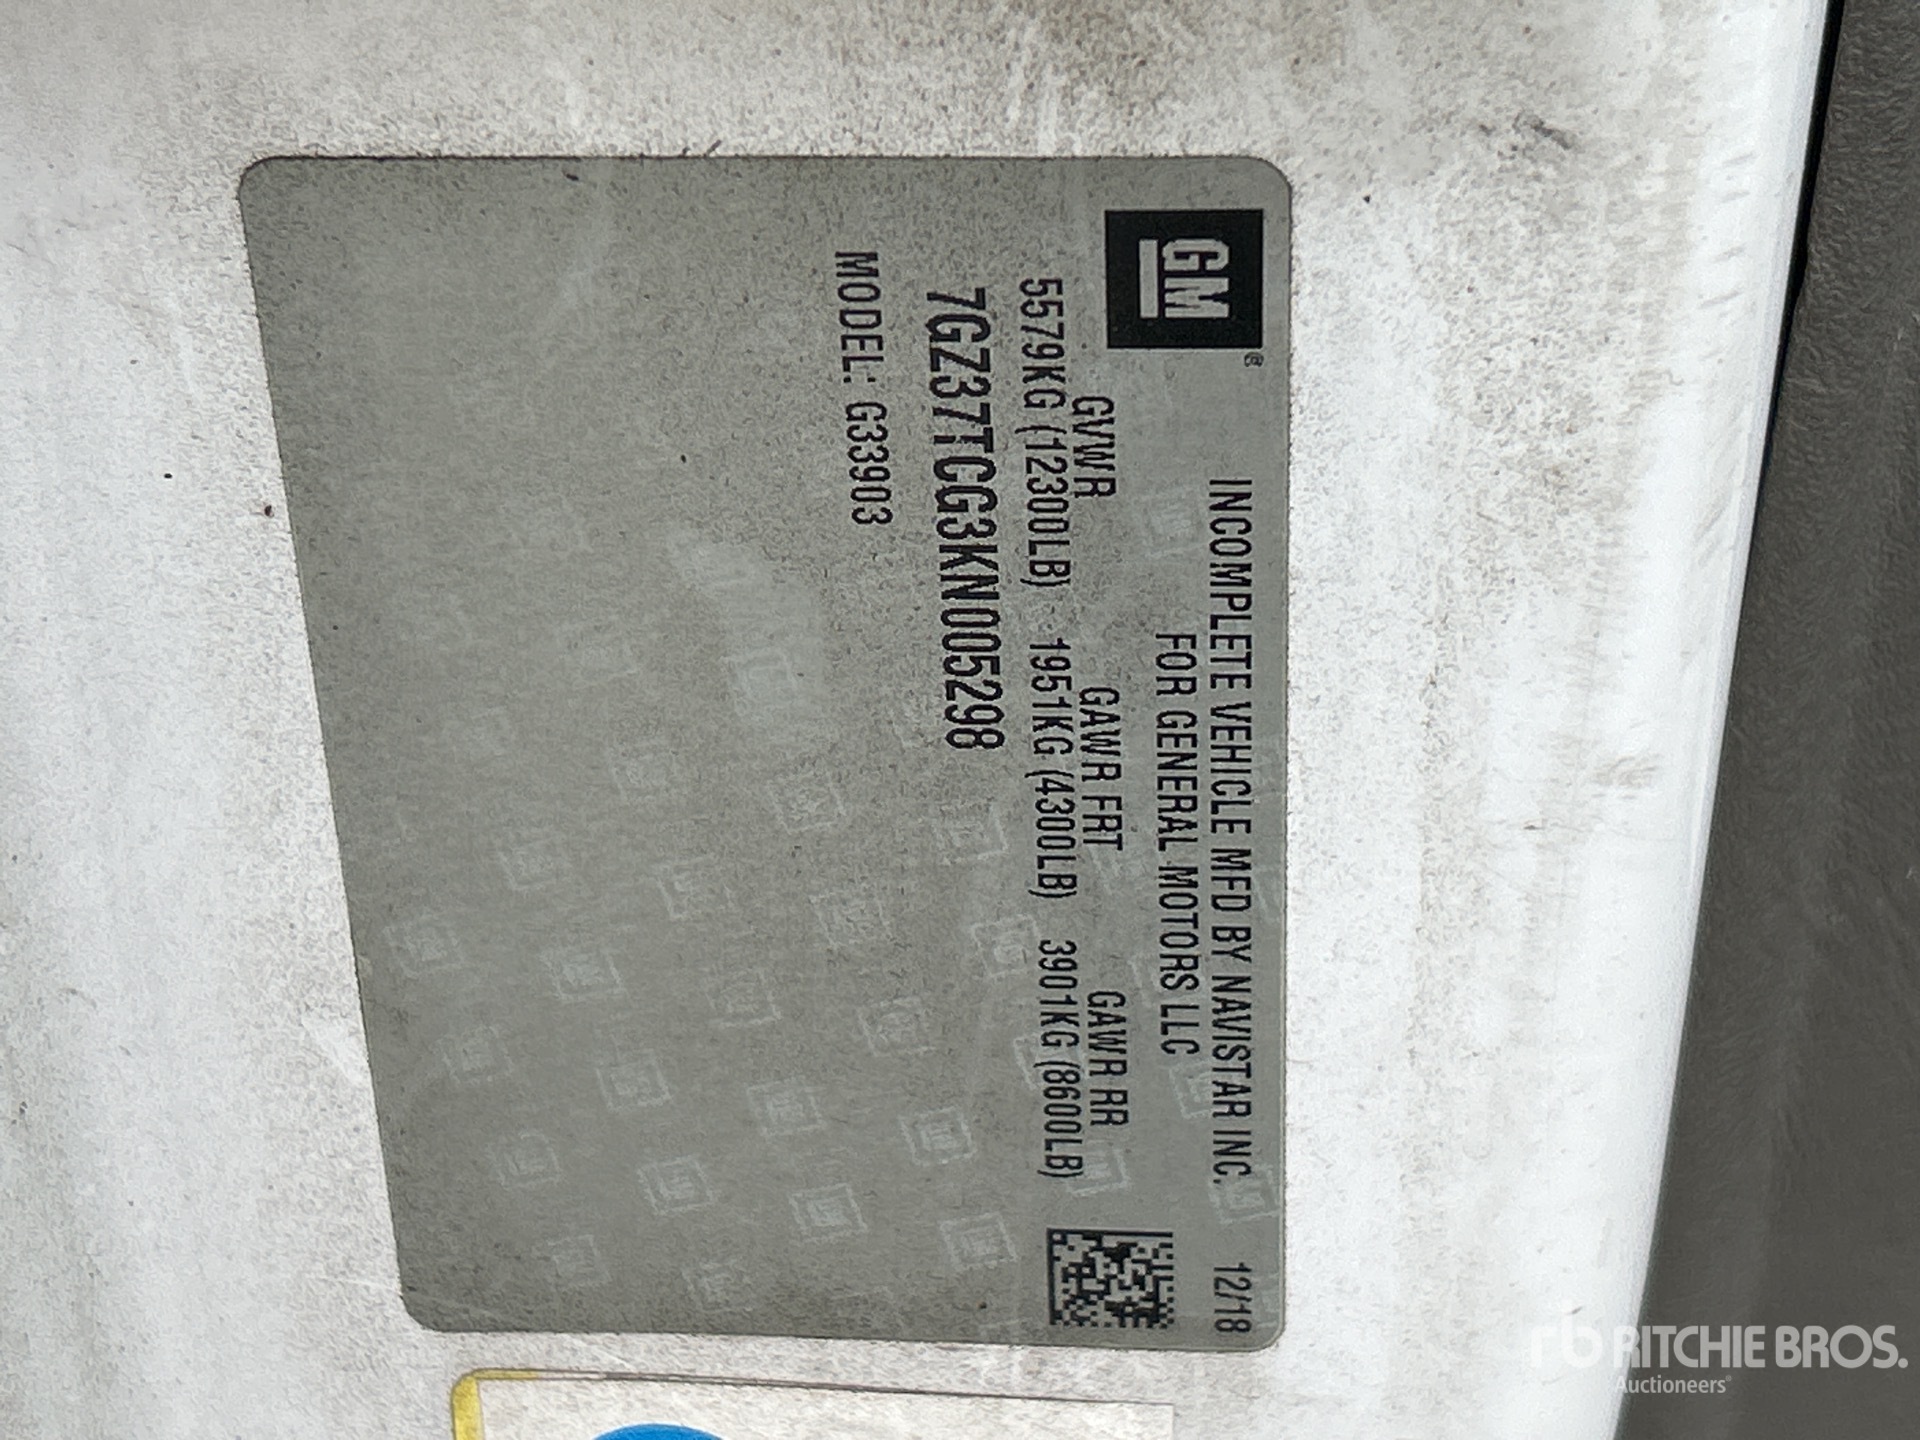 GM®
INCOMPLETE VEHICLE MFD BY NAVISTAR INC. 12/18
FOR GENERAL MOTORS LLC
GVWR GAWR FRT GAWR RR
5579KG (12300LB) 1951KG (4300LB) 3901KG (8600LB)
7GZ37TCG3KN005298
MODEL: G33903
rb RITCHIE BROS.
Auctioneers®